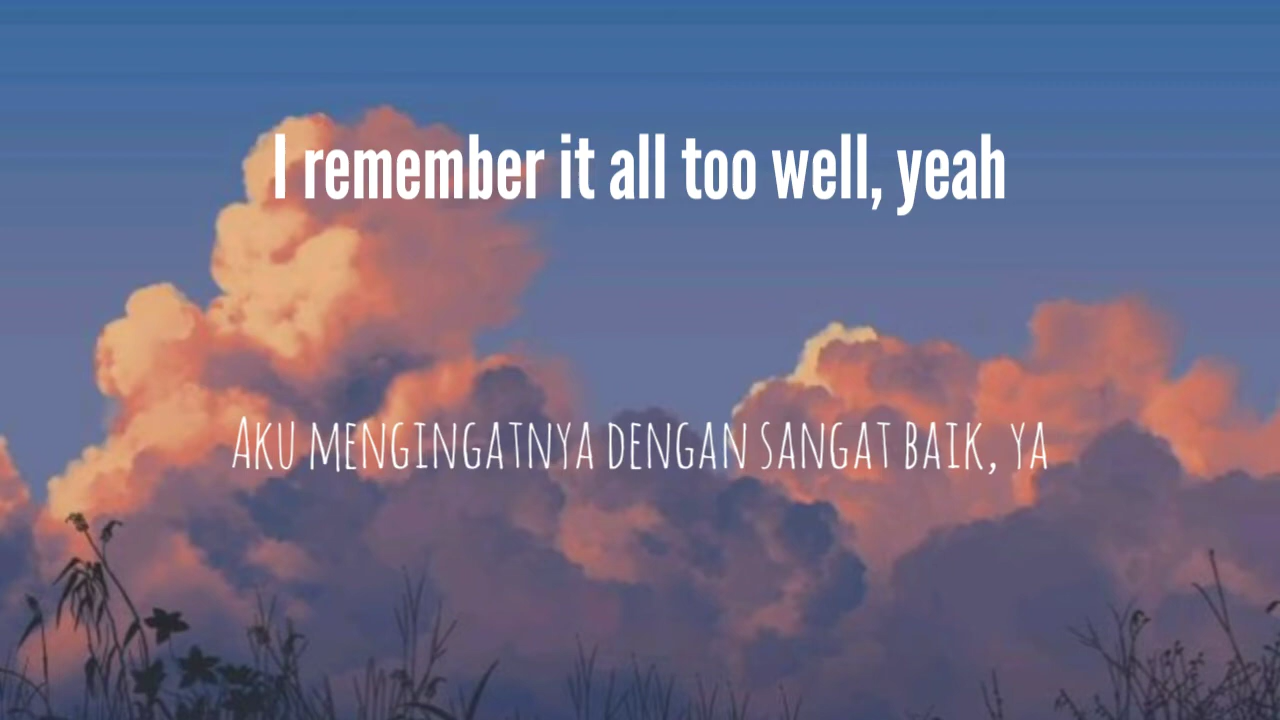 I remember it all too well, yeah
Aku mengingatnya dengan sangat baik, ya